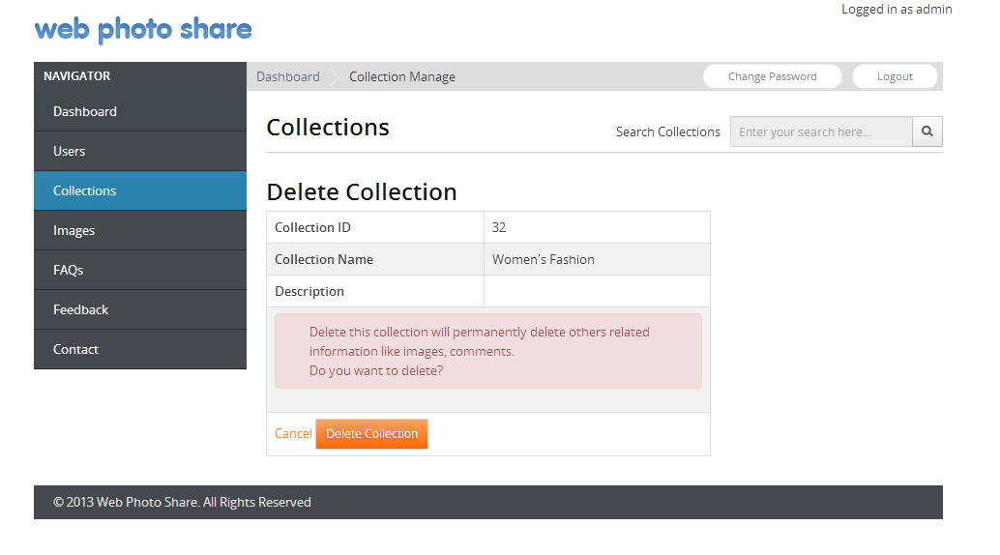 Logged in as admin
web photo share
NAVIGATOR
Dashboard
Users
Collections
Images
FAQs
Feedback
Contact
Dashboard Collection Manage Change Password Logout
Collections
Search Collections Enter your search here...
Delete Collection
Collection ID 32
Collection Name Women's Fashion
Description
Delete this collection will permanently delete others related
information like images, comments.
Do you want to delete?
Cancel Delete Collection
© 2013 Web Photo Share. All Rights Reserved